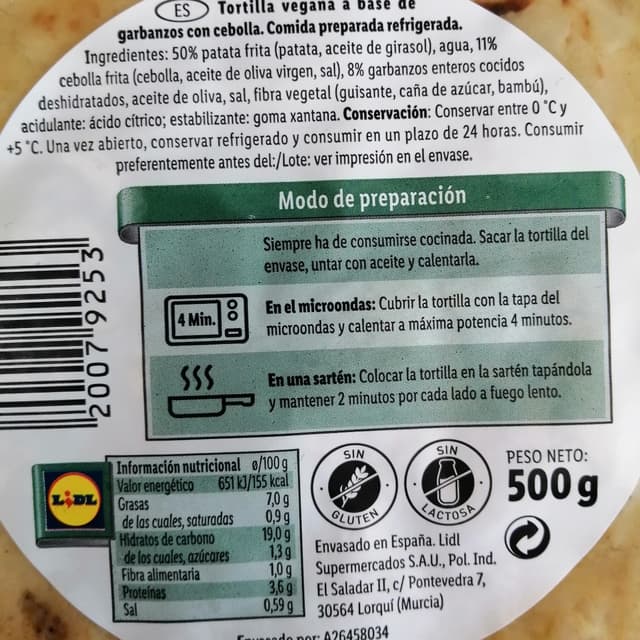 ES Tortilla vegana a base de
garbanzos con cebolla. Comida preparada refrigerada.
Ingredientes: 50% patata frita (patata, aceite de girasol), agua, 11%
cebolla frita (cebolla, aceite de oliva virgen, sal), 8% garbanzos enteros cocidos
deshidratados, aceite de oliva, sal, fibra vegetal (guisante, caña de azúcar, bambú),
acidulante: ácido cítrico; estabilizante: goma xantana. Conservación: Conservar entre 0 °C y
+5 °C. Una vez abierto, conservar refrigerado y consumir en un plazo de 24 horas. Consumir
preferentemente antes del:/Lote: ver impresión en el envase.
Modo de preparación
Siempre ha de consumirse cocinada. Sacar la tortilla del
envase, untar con aceite y calentarla.
4 Min.
En el microondas: Cubrir la tortilla con la tapa del
microondas y calentar a máxima potencia 4 minutos.
En una sartén: Colocar la tortilla en la sartén tapándola
y mantener 2 minutos por cada lado a fuego lento.
20079253
LIDL
Información nutricional ø/100 g
Valor energético 651 kJ/155 kcal
Grasas 7,0 g
de las cuales, saturadas 0,9 g
Hidratos de carbono 19,0 g
de los cuales, azúcares 1,3 g
Fibra alimentaria 1,0 g
Proteínas 3,6 g
Sal 0,59 g
SIN
GLUTEN
SIN
LACTOSA
PESO NETO:
500 g
Envasado en España. Lidl
Supermercados S.A.U., Pol. Ind.
El Saladar II, c/ Pontevedra 7,
30564 Lorquí (Murcia)
Envasado por: A26458034